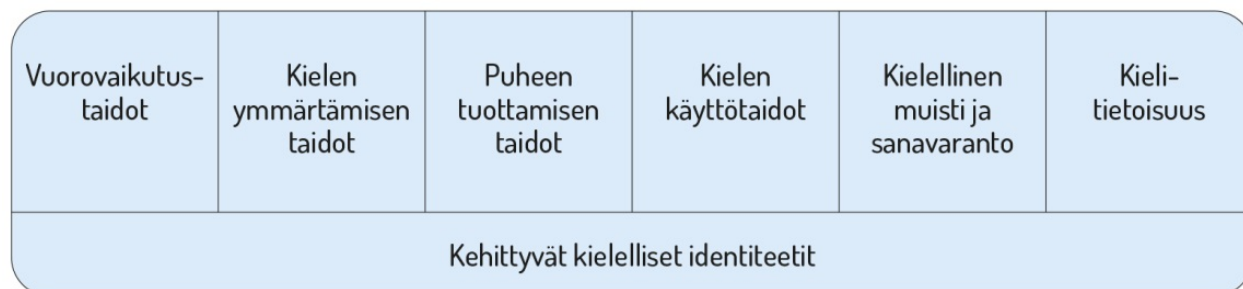 Vuorovaikutus-
taidot
Kielen
ymmärtämisen
taidot
Puheen
tuottamisen
taidot
Kielen
käyttötaidot
Kielellinen
muisti ja
sanavaranto
Kieli-
tietoisuus
Kehittyvät kielelliset identiteetit